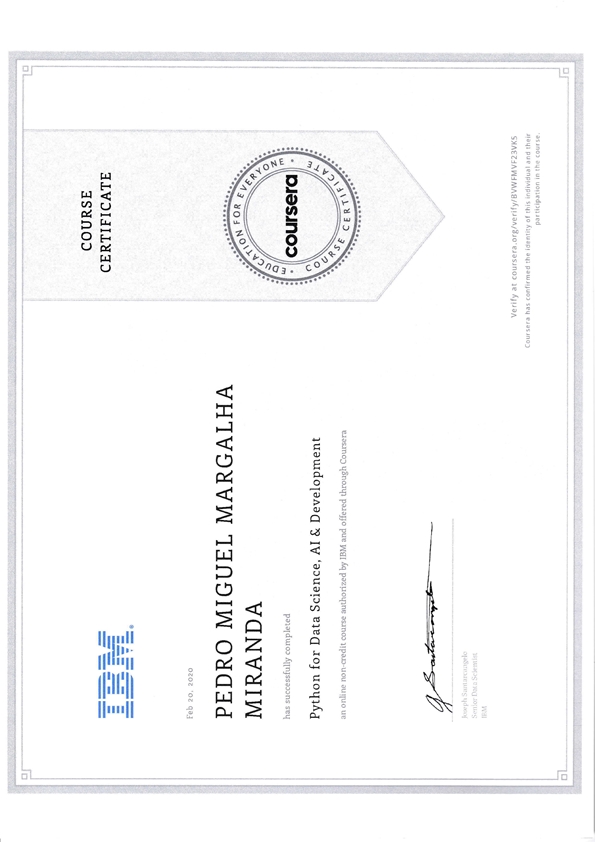 IBM®
Feb 20, 2020
PEDRO MIGUEL MARGALHA
MIRANDA
has successfully completed
Python for Data Science, AI & Development
an online non-credit course authorized by IBM and offered through Coursera
Joseph Santarcangelo
Senior Data Scientist
IBM
COURSE
CERTIFICATE
EDUCATION FOR EVERYONE
coursera
COURSE CERTIFICATE
Verify at coursera.org/verify/BVWFMVF23VKS
Coursera has confirmed the identity of this individual and their
participation in the course.